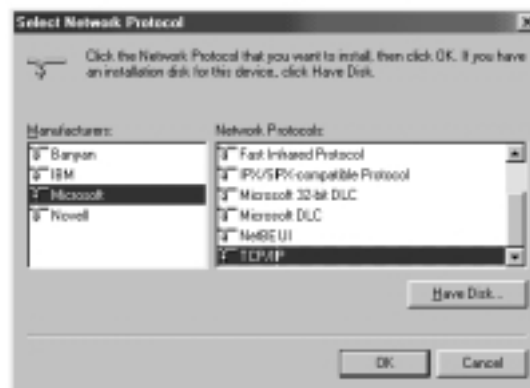 Select Network Protocol
Click the Network Protocol that you want to install, then click OK. If you have
an installation disk for this device, click Have Disk.
Manufacturers:
Banyan
IBM
Microsoft
Novell
Network Protocols:
Fast Infrared Protocol
IPX/SPX-compatible Protocol
Microsoft 32-bit DLC
Microsoft DLC
NetBEUI
TCP/IP
Have Disk...
OK
Cancel